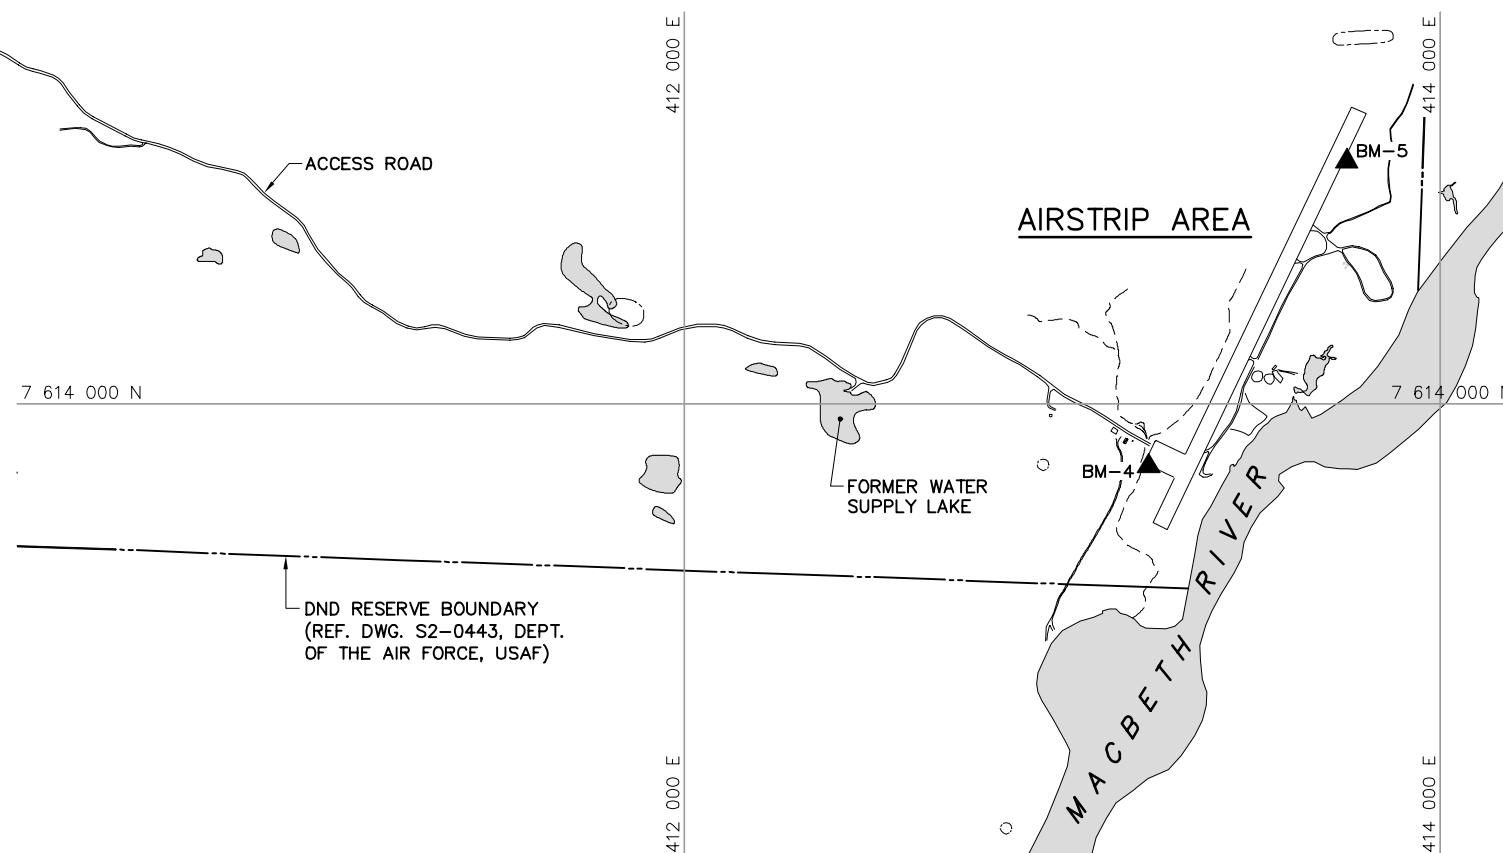 412 000 E
414 000 E
BM-5
ACCESS ROAD
AIRSTRIP AREA
7 614 000 N
7 614 000 N
BM-4
FORMER WATER
SUPPLY LAKE
MACBETH RIVER
DND RESERVE BOUNDARY
(REF. DWG. S2-0443, DEPT.
OF THE AIR FORCE, USAF)
412 000 E
414 000 E